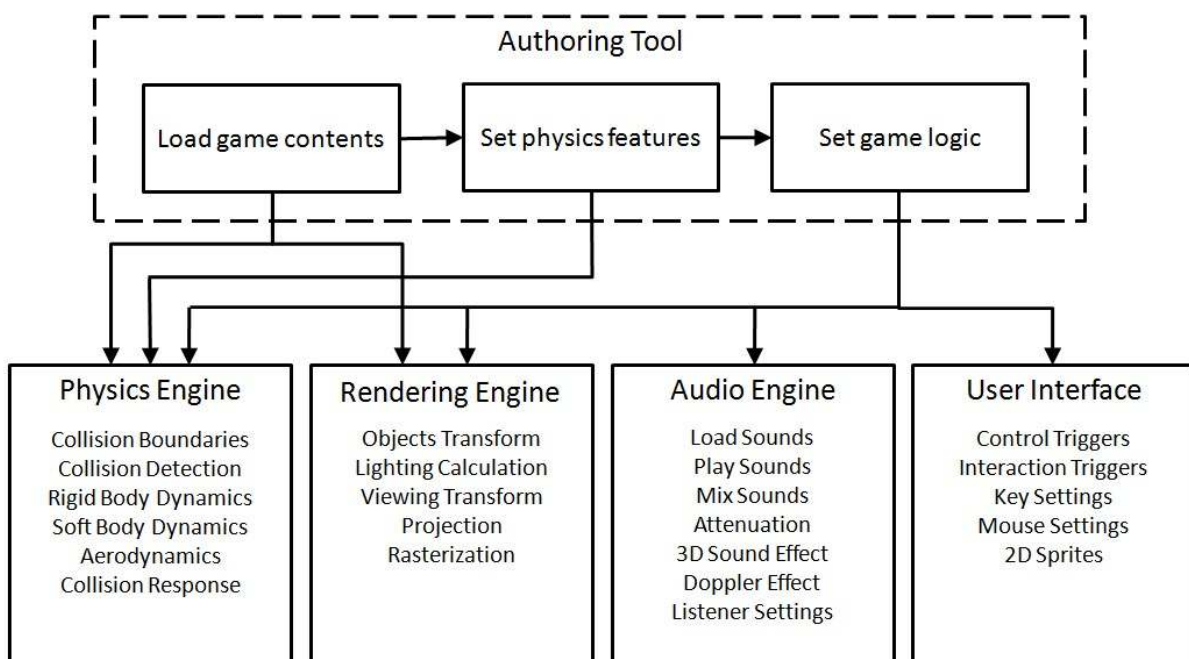 Authoring Tool
Load game contents
Set physics features
Set game logic
Physics Engine
Collision Boundaries
Collision Detection
Rigid Body Dynamics
Soft Body Dynamics
Aerodynamics
Collision Response
Rendering Engine
Objects Transform
Lighting Calculation
Viewing Transform
Projection
Rasterization
Audio Engine
Load Sounds
Play Sounds
Mix Sounds
Attenuation
3D Sound Effect
Doppler Effect
Listener Settings
User Interface
Control Triggers
Interaction Triggers
Key Settings
Mouse Settings
2D Sprites